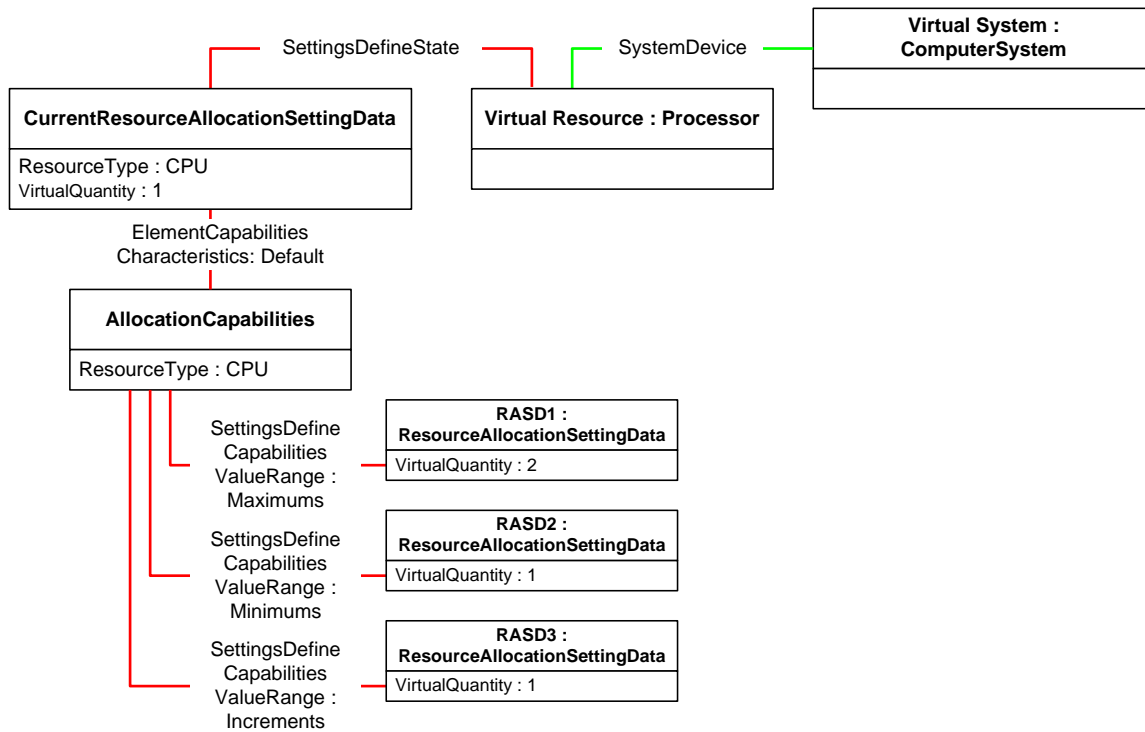 Virtual System :
ComputerSystem
SettingsDefineState
SystemDevice
CurrentResourceAllocationSettingData
ResourceType : CPU
VirtualQuantity : 1
Virtual Resource : Processor
ElementCapabilities
Characteristics: Default
AllocationCapabilities
ResourceType : CPU
SettingsDefine
Capabilities
ValueRange :
Maximums
RASD1 :
ResourceAllocationSettingData
VirtualQuantity : 2
SettingsDefine
Capabilities
ValueRange :
Minimums
RASD2 :
ResourceAllocationSettingData
VirtualQuantity : 1
SettingsDefine
Capabilities
ValueRange :
Increments
RASD3 :
ResourceAllocationSettingData
VirtualQuantity : 1